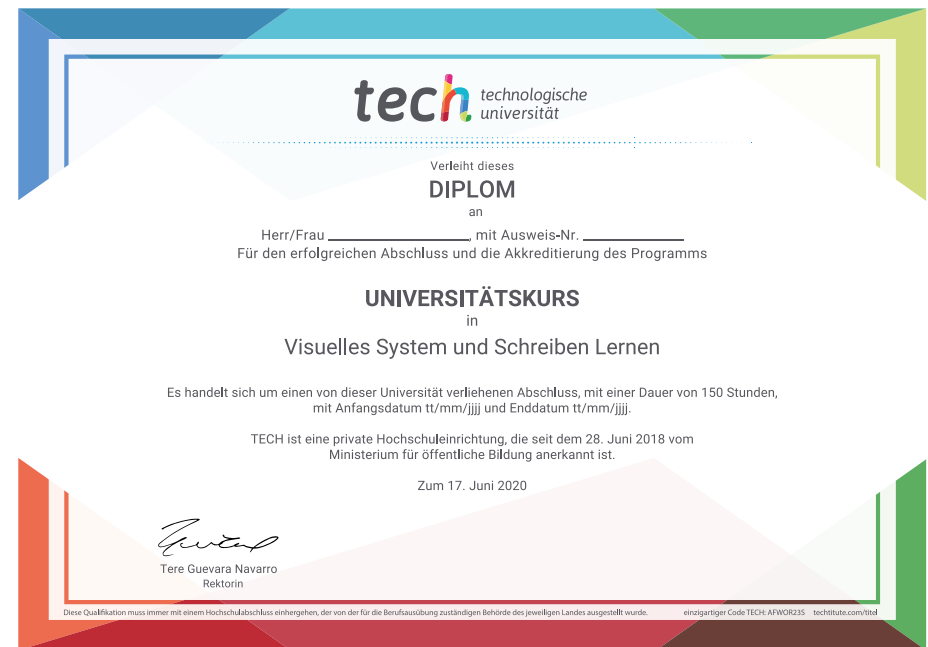 tech technologische
universität
Verleiht dieses
DIPLOM
an
Herr/Frau ____________, mit Ausweis-Nr. ____________
Für den erfolgreichen Abschluss und die Akkreditierung des Programms
UNIVERSITÄTSKURS
in
Visuelles System und Schreiben Lernen
Es handelt sich um einen von dieser Universität verliehenen Abschluss, mit einer Dauer von 150 Stunden,
mit Anfangsdatum tt/mm/jjjj und Enddatum tt/mm/jjjj.
TECH ist eine private Hochschuleinrichtung, die seit dem 28. Juni 2018 vom
Ministerium für öffentliche Bildung anerkannt ist.
Zum 17. Juni 2020
Tere Guevara Navarro
Rektorin
Diese Qualifikation muss immer mit einem Hochschulabschluss einhergehen, der von der für die Berufsausübung zuständigen Behörde des jeweiligen Landes ausgestellt wurde. einzigartiger Code TECH: AFWOR23S techtitute.com/titel